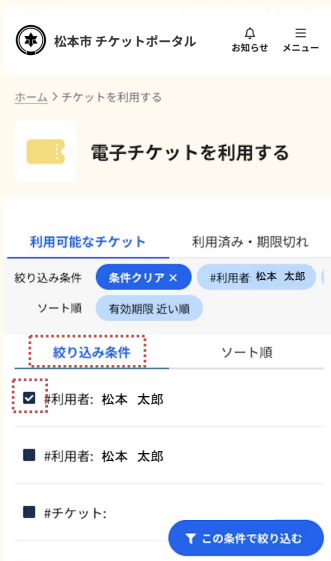 松本市 チケットポータル
お知らせ
メニュー
ホーム > チケットを利用する
電子チケットを利用する
利用可能なチケット
利用済み・期限切れ
絞り込み条件 条件クリア × #利用者: 松本 太郎
ソート順 有効期限 近い順
絞り込み条件
ソート順
#利用者: 松本 太郎
#利用者: 松本 太郎
#チケット:
この条件で絞り込む